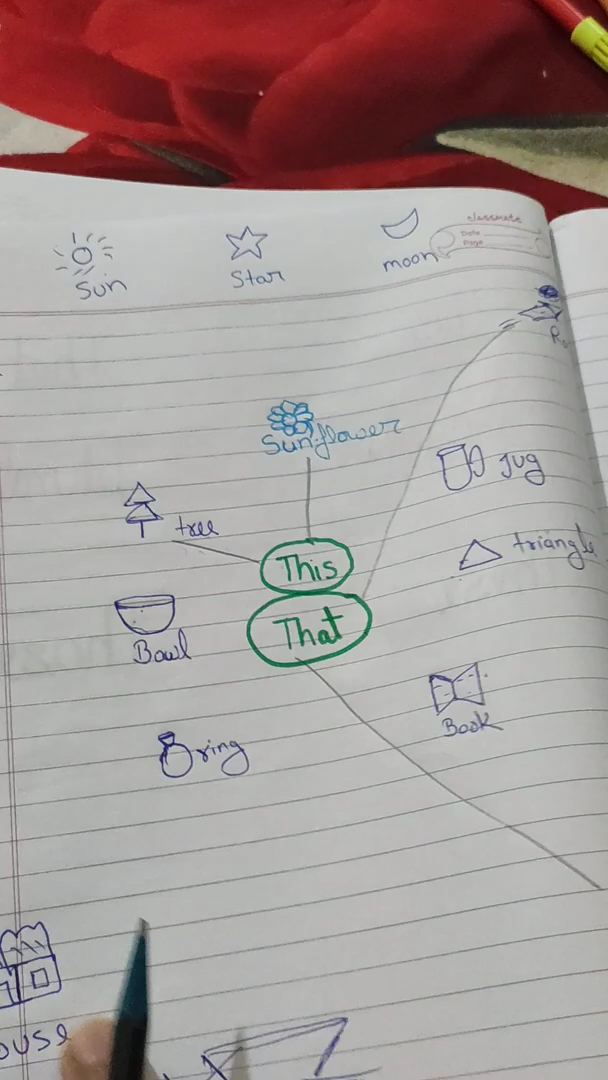 classmate
Date
Page
Sun
Star
moon
Sunflower
Jug
tree
triangle
This
That
Bowl
Book
ring